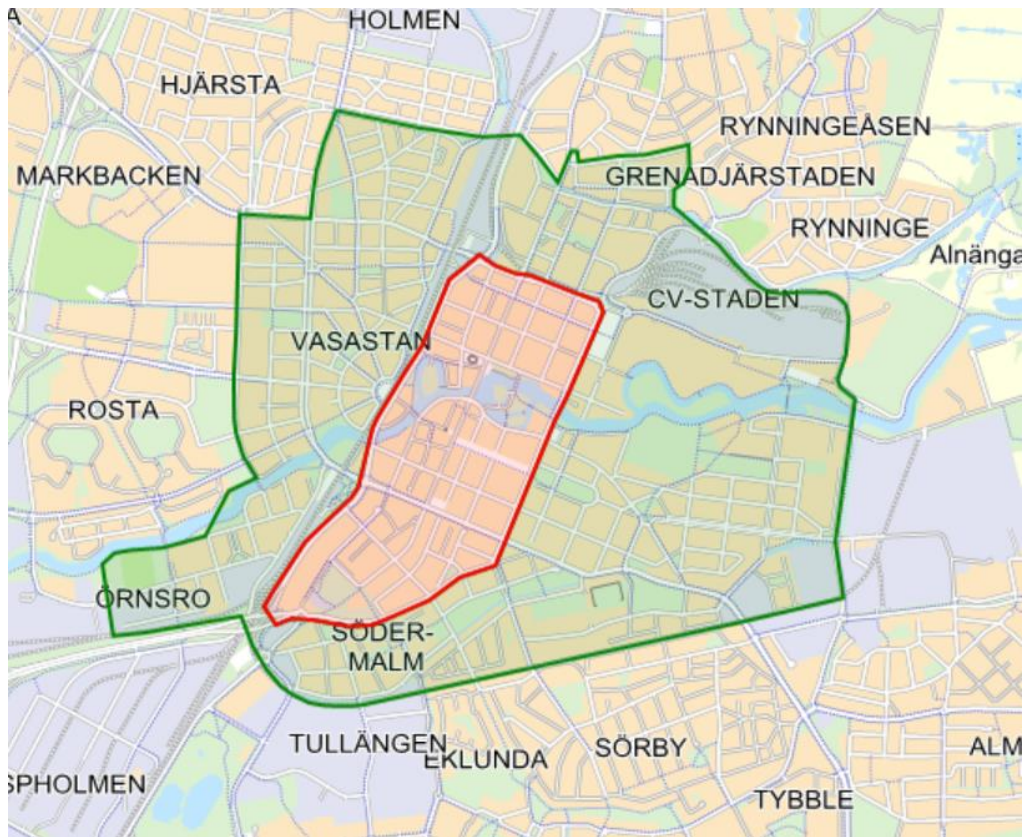 A
HOLMEN
HJÄRSTA
RYNNINGEÅSEN
MARKBACKEN
GRENADJÄRSTADEN
RYNNINGE
Alnänga
CV-STADEN
VASASTAN
ROSTA
ÖRNSRO
SÖDER-
MALM
TULLÄNGEN
EKLUNDA
SÖRBY
ALM
SPHOLMEN
TYBBLE